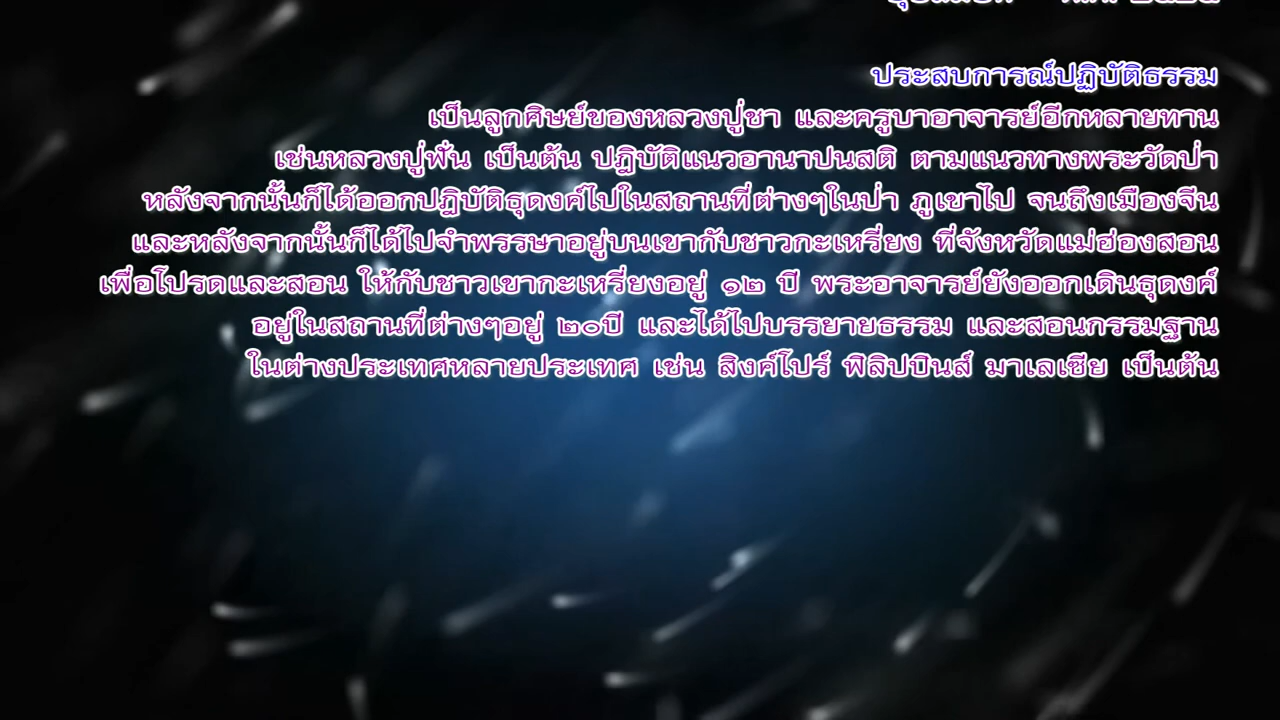 ประสบการณ์ปฏิบัติธรรม
เป็นลูกศิษย์ของหลวงปู่ชา และครูบาอาจารย์อีกหลายทาน
เช่นหลวงปู่ฟั่น เป็นต้น ปฎิบัติแนวอานาปนสติ ตามแนวทางพระวัดป่า
หลังจากนั้นก็ได้ออกปฎิบัติธุดงค์ไปในสถานที่ต่างๆในป่า ภูเขาไป จนถึงเมืองจีน
และหลังจากนั้นก็ได้ไปจำพรรษาอยู่บนเขากับชาวกะเหรี่ยง ที่จังหวัดแม่ฮ่องสอน
เพื่อโปรดและสอน ให้กับชาวเขากะเหรี่ยงอยู่ ๑๒ ปี พระอาจารย์ยังออกเดินธุดงค์
อยู่ในสถานที่ต่างๆอยู่ ๒๐ปี และได้ไปบรรยายธรรม และสอนกรรมฐาน
ในต่างประเทศหลายประเทศ เช่น สิงค์โปร์ ฟิลิปปินส์ มาเลเซีย เป็นต้น